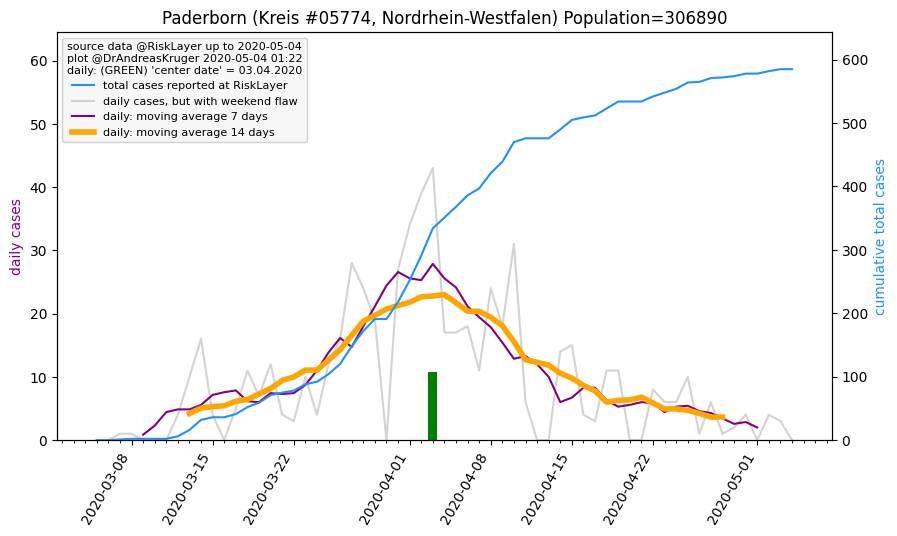 Paderborn (Kreis #05774, Nordrhein-Westfalen) Population=306890
source data @RiskLayer up to 2020-05-04
plot @DrAndreasKruger 2020-05-04 01:22
daily: (GREEN) 'center date' = 03.04.2020
total cases reported at RiskLayer
daily cases, but with weekend flaw
daily: moving average 7 days
daily: moving average 14 days
daily cases
60
50
40
30
20
10
0
cumulative total cases
600
500
400
300
200
100
0
2020-03-08
2020-03-15
2020-03-22
2020-04-01
2020-04-08
2020-04-15
2020-04-22
2020-05-01